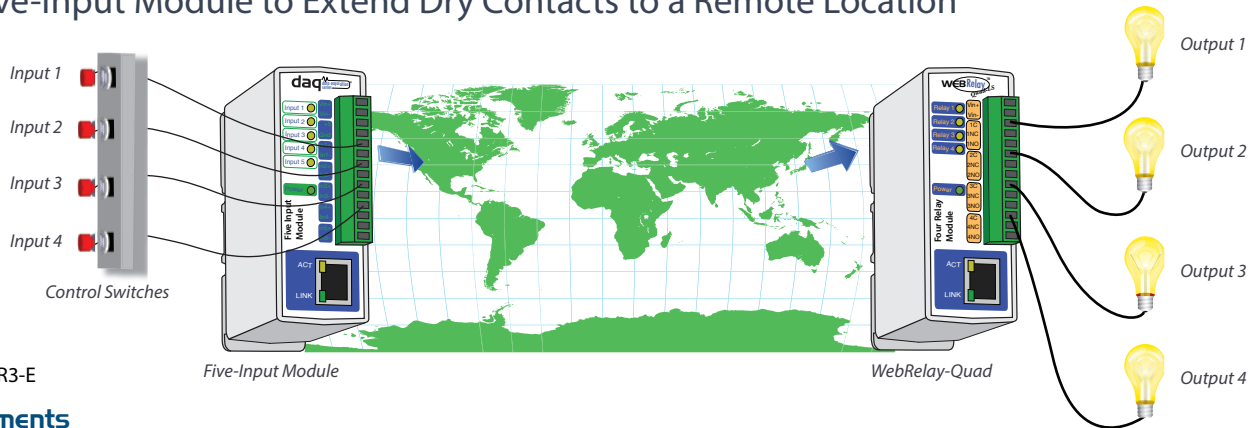 ve-Input Module to Extend Dry Contacts to a Remote Location
Input 1
Input 2
Input 3
Input 4
Control Switches
daq
Input 1
Input 2
Input 3
Input 4
Input 5
Power
Five Input
Module
ACT
LINK
Five-Input Module
WEBRelay
Quad
Relay 1
Relay 2
Relay 3
Relay 4
Power
Vin+
Vin-
1C
1NC
1NO
2C
2NC
2NO
3C
3NC
3NO
4C
4NC
4NO
Four Relay
Module
ACT
LINK
WebRelay-Quad
Output 1
Output 2
Output 3
Output 4
R3-E
ments